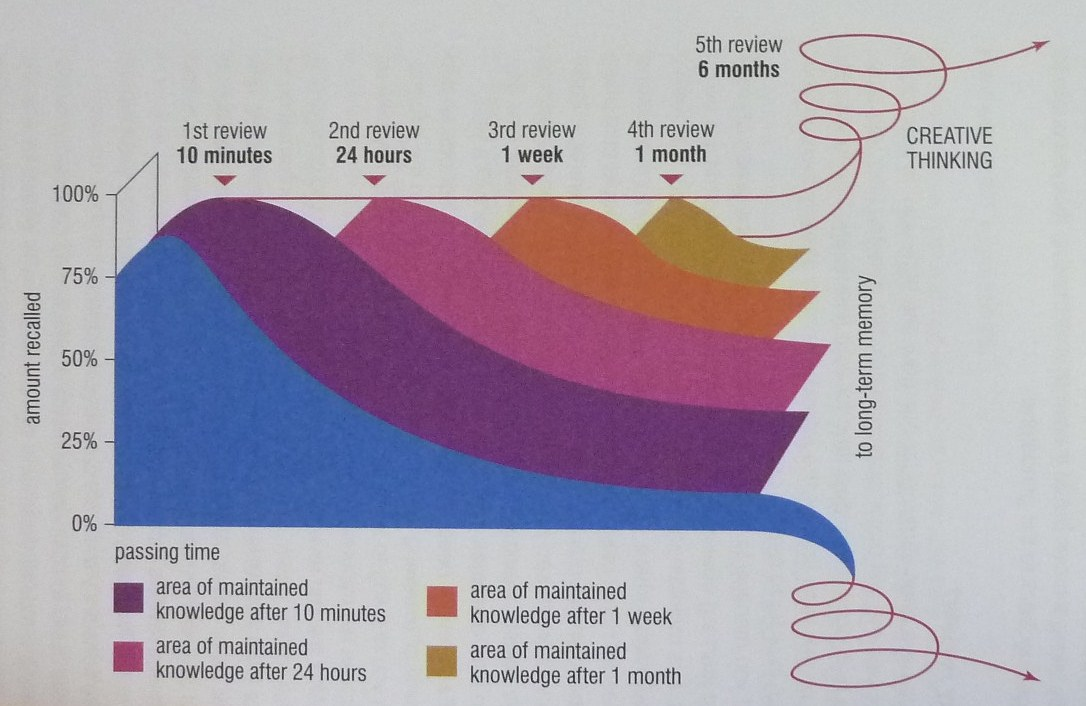 5th review
6 months
1st review
10 minutes
2nd review
24 hours
3rd review
1 week
4th review
1 month
CREATIVE
THINKING
100%
75%
50%
25%
0%
amount recalled
to long-term memory
passing time
area of maintained
knowledge after 10 minutes
area of maintained
knowledge after 24 hours
area of maintained
knowledge after 1 week
area of maintained
knowledge after 1 month